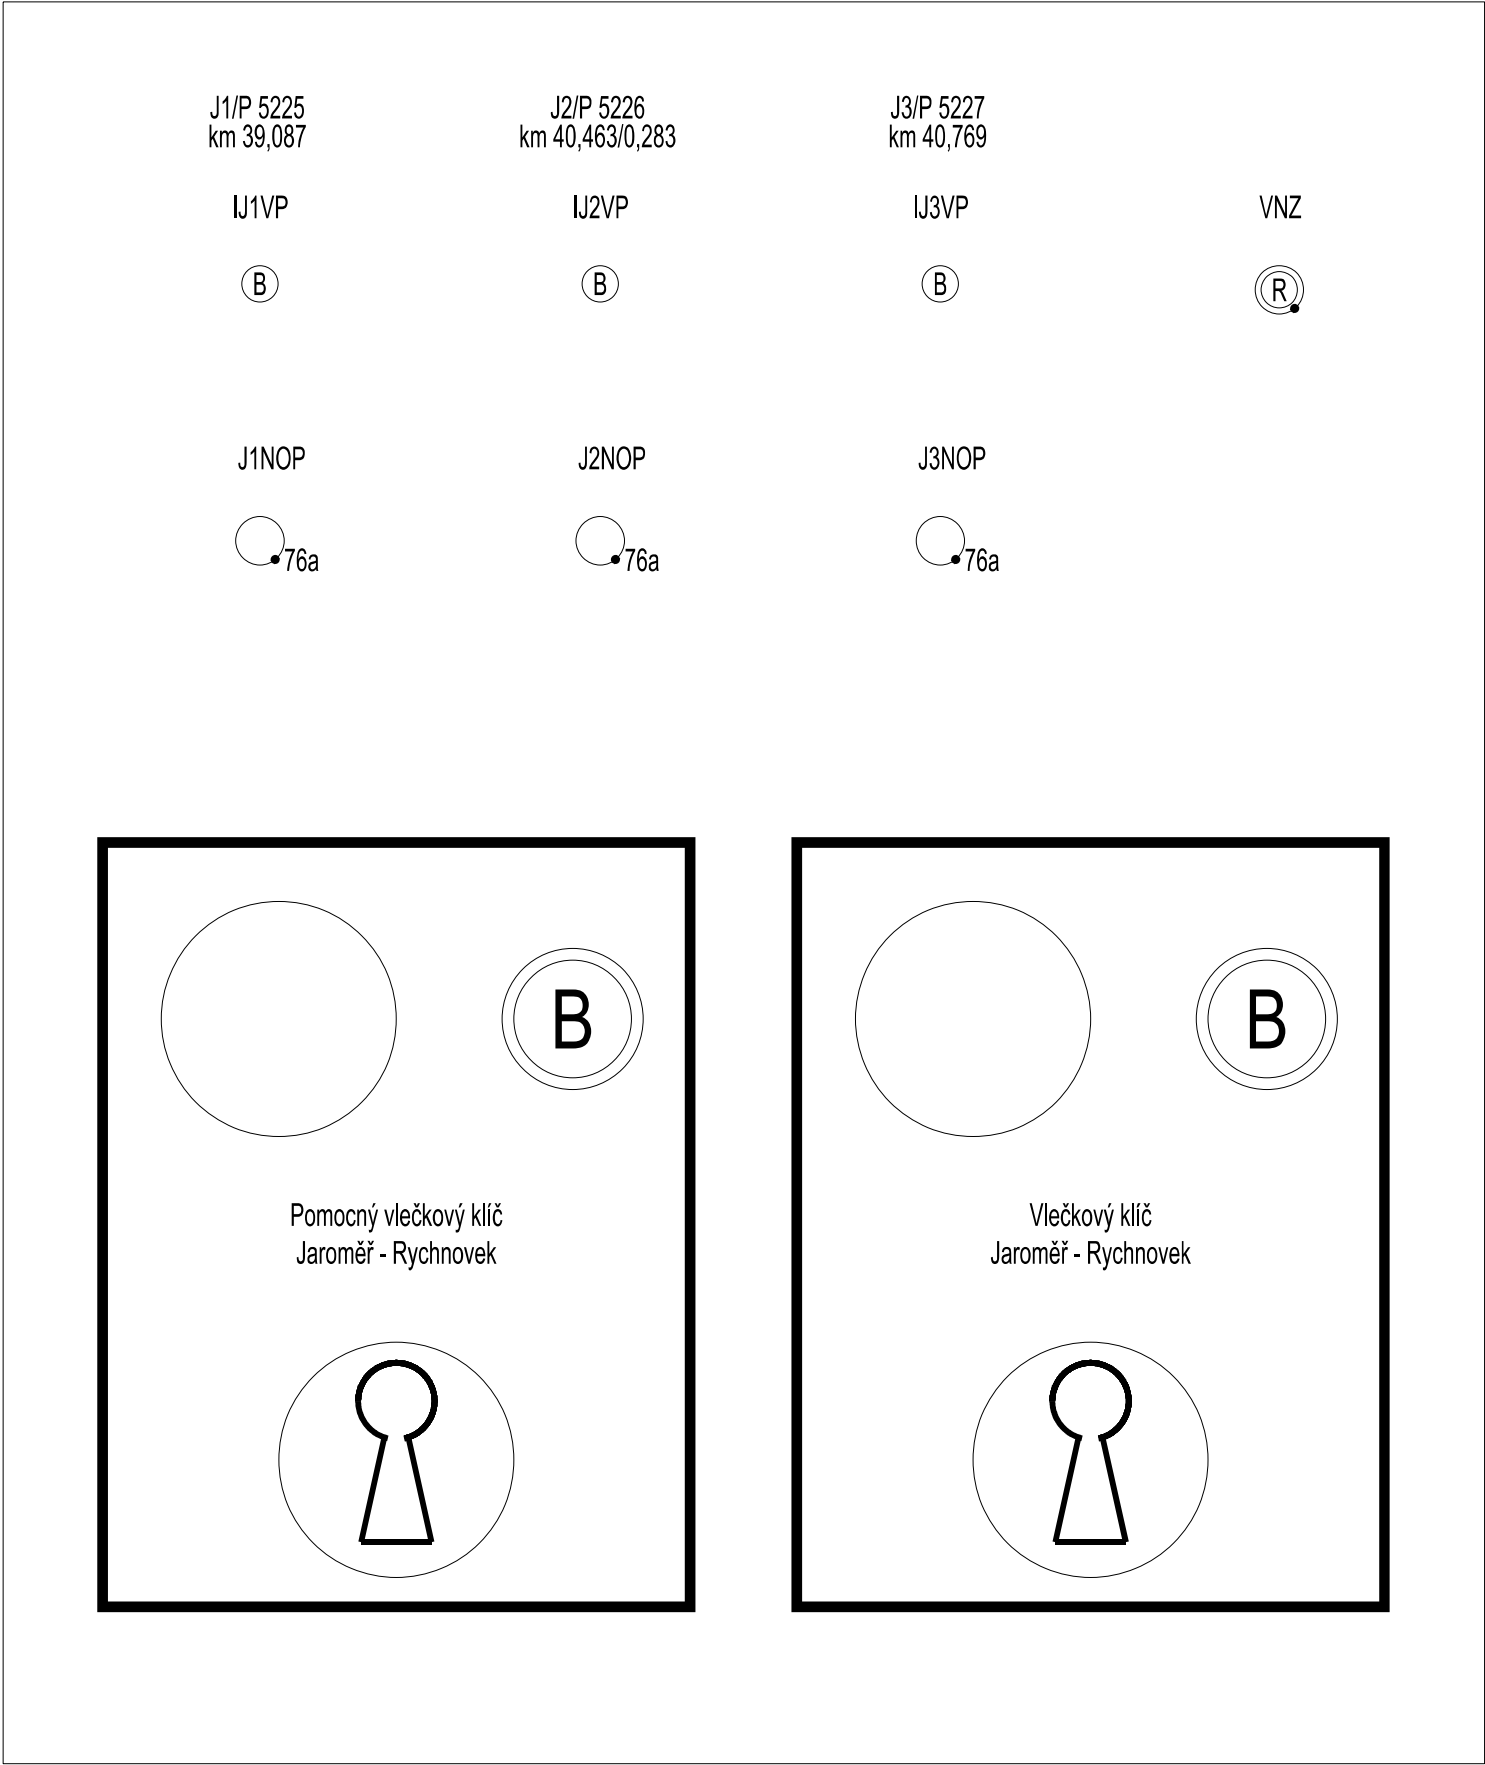 J1/P 5225
km 39,087
J2/P 5226
km 40,463/0,283
J3/P 5227
km 40,769
IJ1VP
IJ2VP
IJ3VP
VNZ
B
B
B
R
J1NOP
J2NOP
J3NOP
76a
76a
76a
B
Pomocný vlečkový klíč
Jaroměř - Rychnovek
B
Vlečkový klíč
Jaroměř - Rychnovek